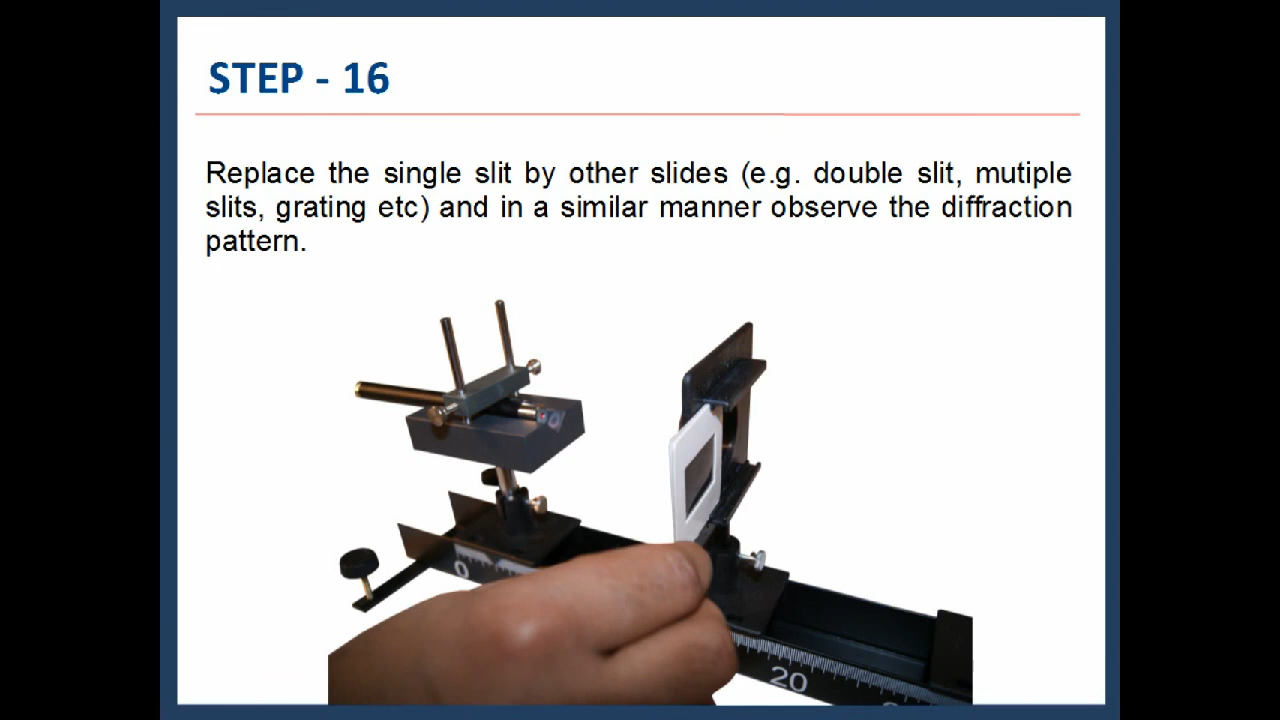 STEP - 16
Replace the single slit by other slides (e.g. double slit, mutiple
slits, grating etc) and in a similar manner observe the diffraction
pattern.
0
20